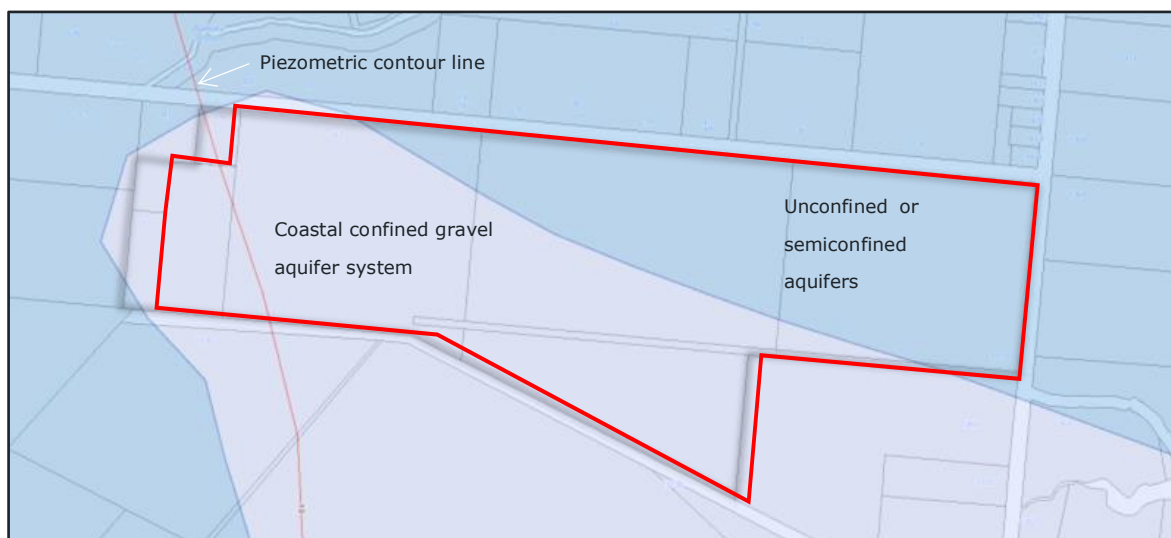 Piezometric contour line
Coastal confined gravel
aquifer system
Unconfined or
semiconfined
aquifers